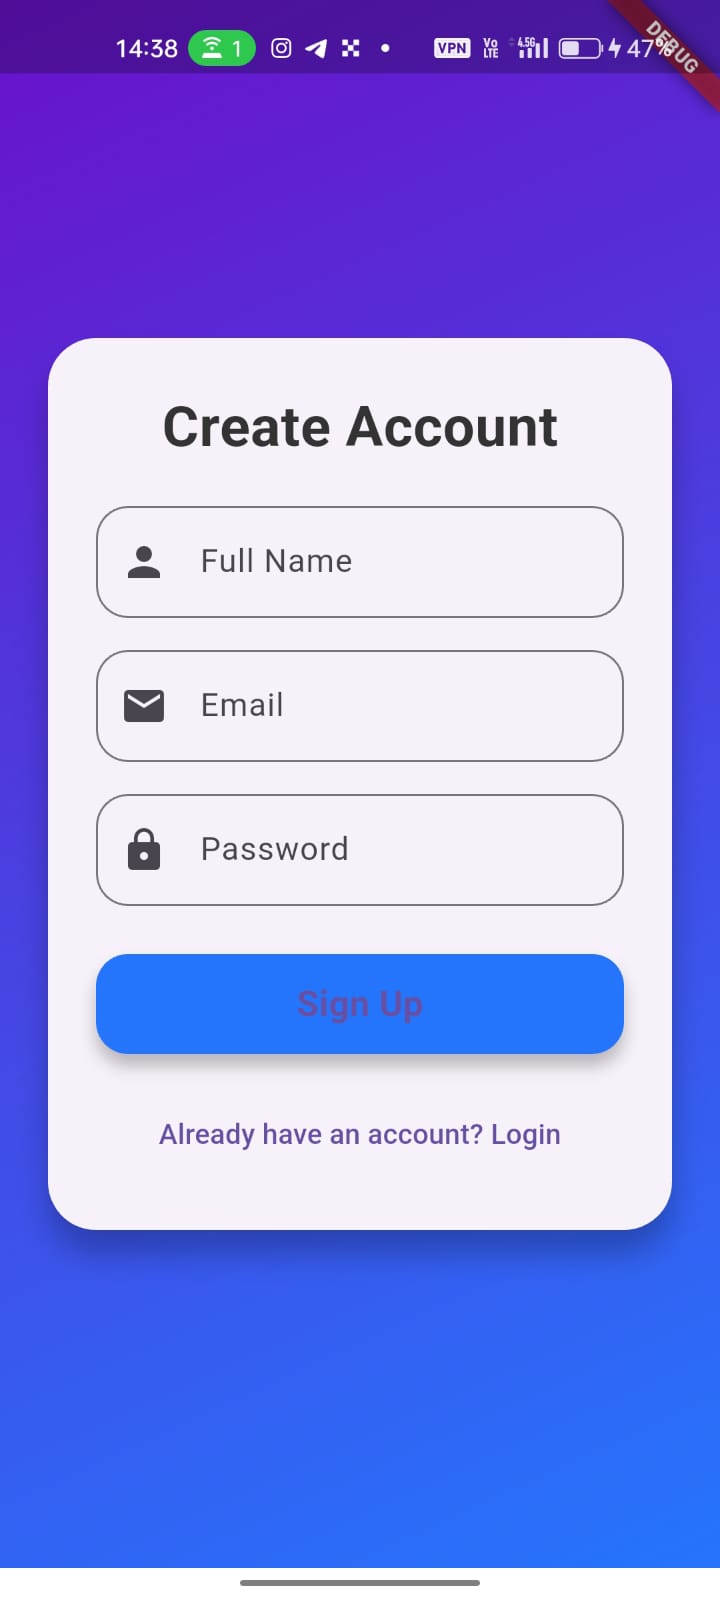 14:38 1 VPN Vo LTE 4.5G 47%
DEBUG
Create Account
Full Name
Email
Password
Sign Up
Already have an account? Login